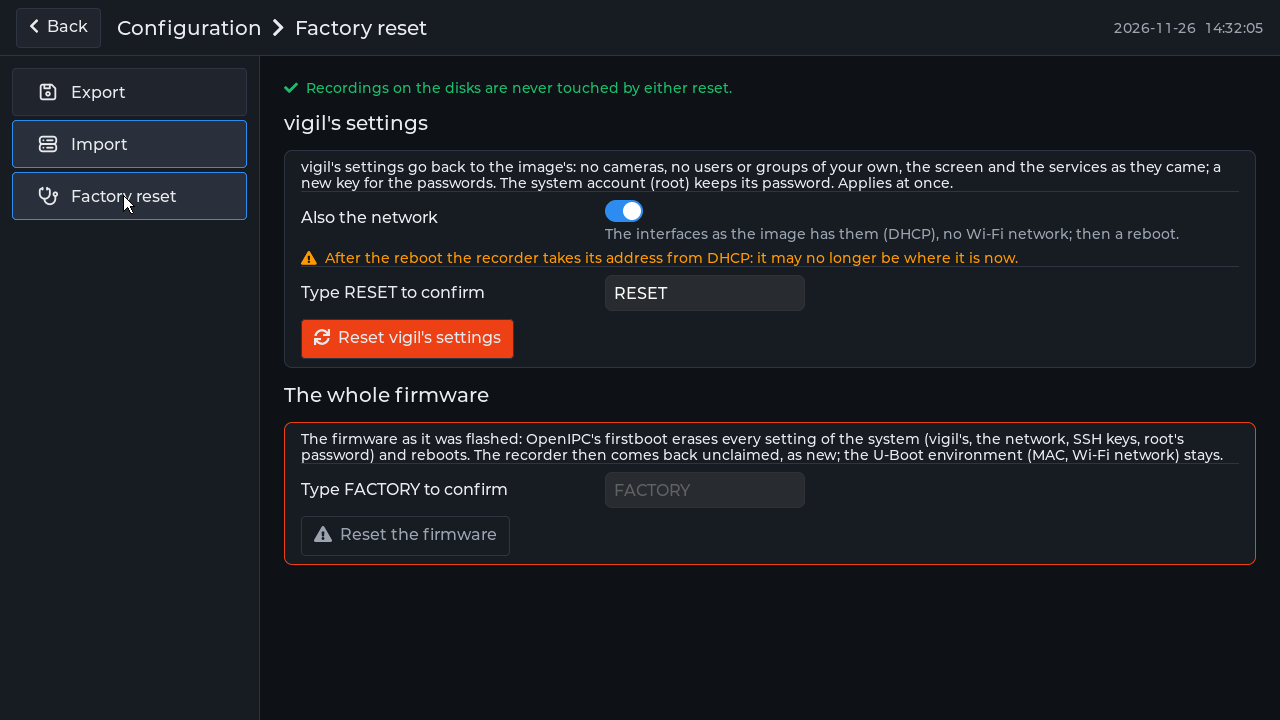 Back
Configuration
Factory reset
2026-11-26 14:32:05
Export
Import
Factory reset
Recordings on the disks are never touched by either reset.
vigil's settings
vigil's settings go back to the image's: no cameras, no users or groups of your own, the screen and the services as they came; a
new key for the passwords. The system account (root) keeps its password. Applies at once.
Also the network
The interfaces as the image has them (DHCP), no Wi-Fi network; then a reboot.
After the reboot the recorder takes its address from DHCP: it may no longer be where it is now.
Type RESET to confirm
RESET
Reset vigil's settings
The whole firmware
The firmware as it was flashed: OpenIPC's firstboot erases every setting of the system (vigil's, the network, SSH keys, root's
password) and reboots. The recorder then comes back unclaimed, as new; the U-Boot environment (MAC, Wi-Fi network) stays.
Type FACTORY to confirm
FACTORY
Reset the firmware